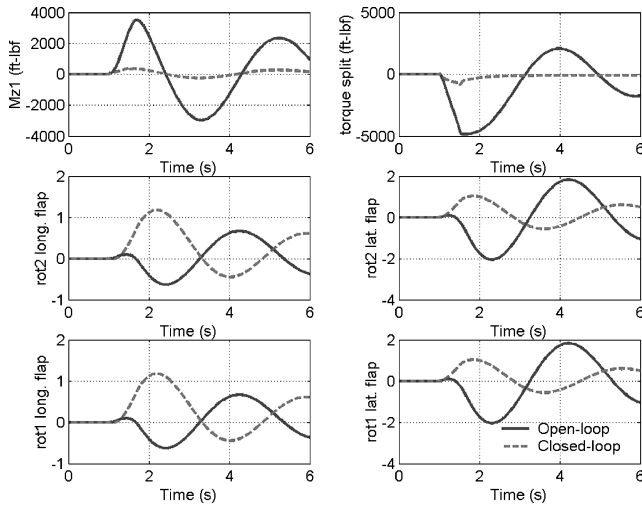 Mz1 (ft-lbf
4000
2000
0
-2000
-4000
0 2 4 6
Time (s)
torque split (ft-lbf)
5000
0
-5000
0 2 4 6
Time (s)
rot2 long. flap
2
1
0
-1
0 2 4 6
Time (s)
rot2 lat. flap
2
0
-2
-4
0 2 4 6
Time (s)
rot1 long. flap
2
1
0
-1
0 2 4 6
Time (s)
rot1 lat. flap
2
0
-2
-4
0 2 4 6
Time (s)
Open-loop
Closed-loop